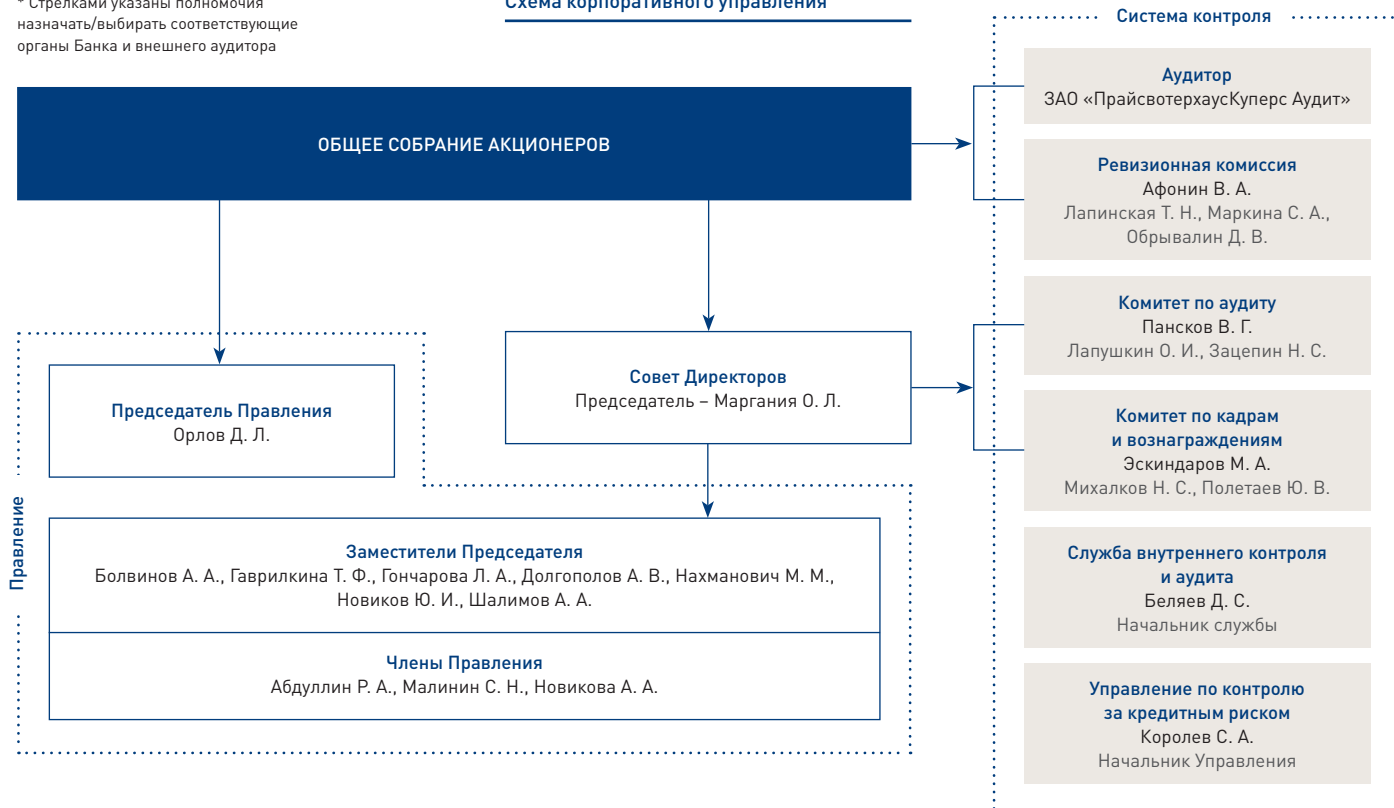 * Стрелками указаны полномочия
назначать/выбирать соответствующие
органы Банка и внешнего аудитора
Схема корпоративного управления
Система контроля
ОБЩЕЕ СОБРАНИЕ АКЦИОНЕРОВ
Аудитор
ЗАО «ПрайсвотерхаусКуперс Аудит»
Ревизионная комиссия
Афонин В. А.
Лапинская Т. Н., Маркина С. А.,
Обрывалин Д. В.
Комитет по аудиту
Пансков В. Г.
Лапушкин О. И., Зацепин Н. С.
Совет Директоров
Председатель – Маргания О. Л.
Председатель Правления
Орлов Д. Л.
Комитет по кадрам
и вознаграждениям
Эскиндаров М. А.
Михалков Н. С., Полетаев Ю. В.
Правление
Заместители Председателя
Болвинов А. А., Гаврилкина Т. Ф., Гончарова Л. А., Долгополов А. В., Нахманович М. М.,
Новиков Ю. И., Шалимов А. А.
Члены Правления
Абдуллин Р. А., Малинин С. Н., Новикова А. А.
Служба внутреннего контроля
и аудита
Беляев Д. С.
Начальник службы
Управление по контролю
за кредитным риском
Королев С. А.
Начальник Управления